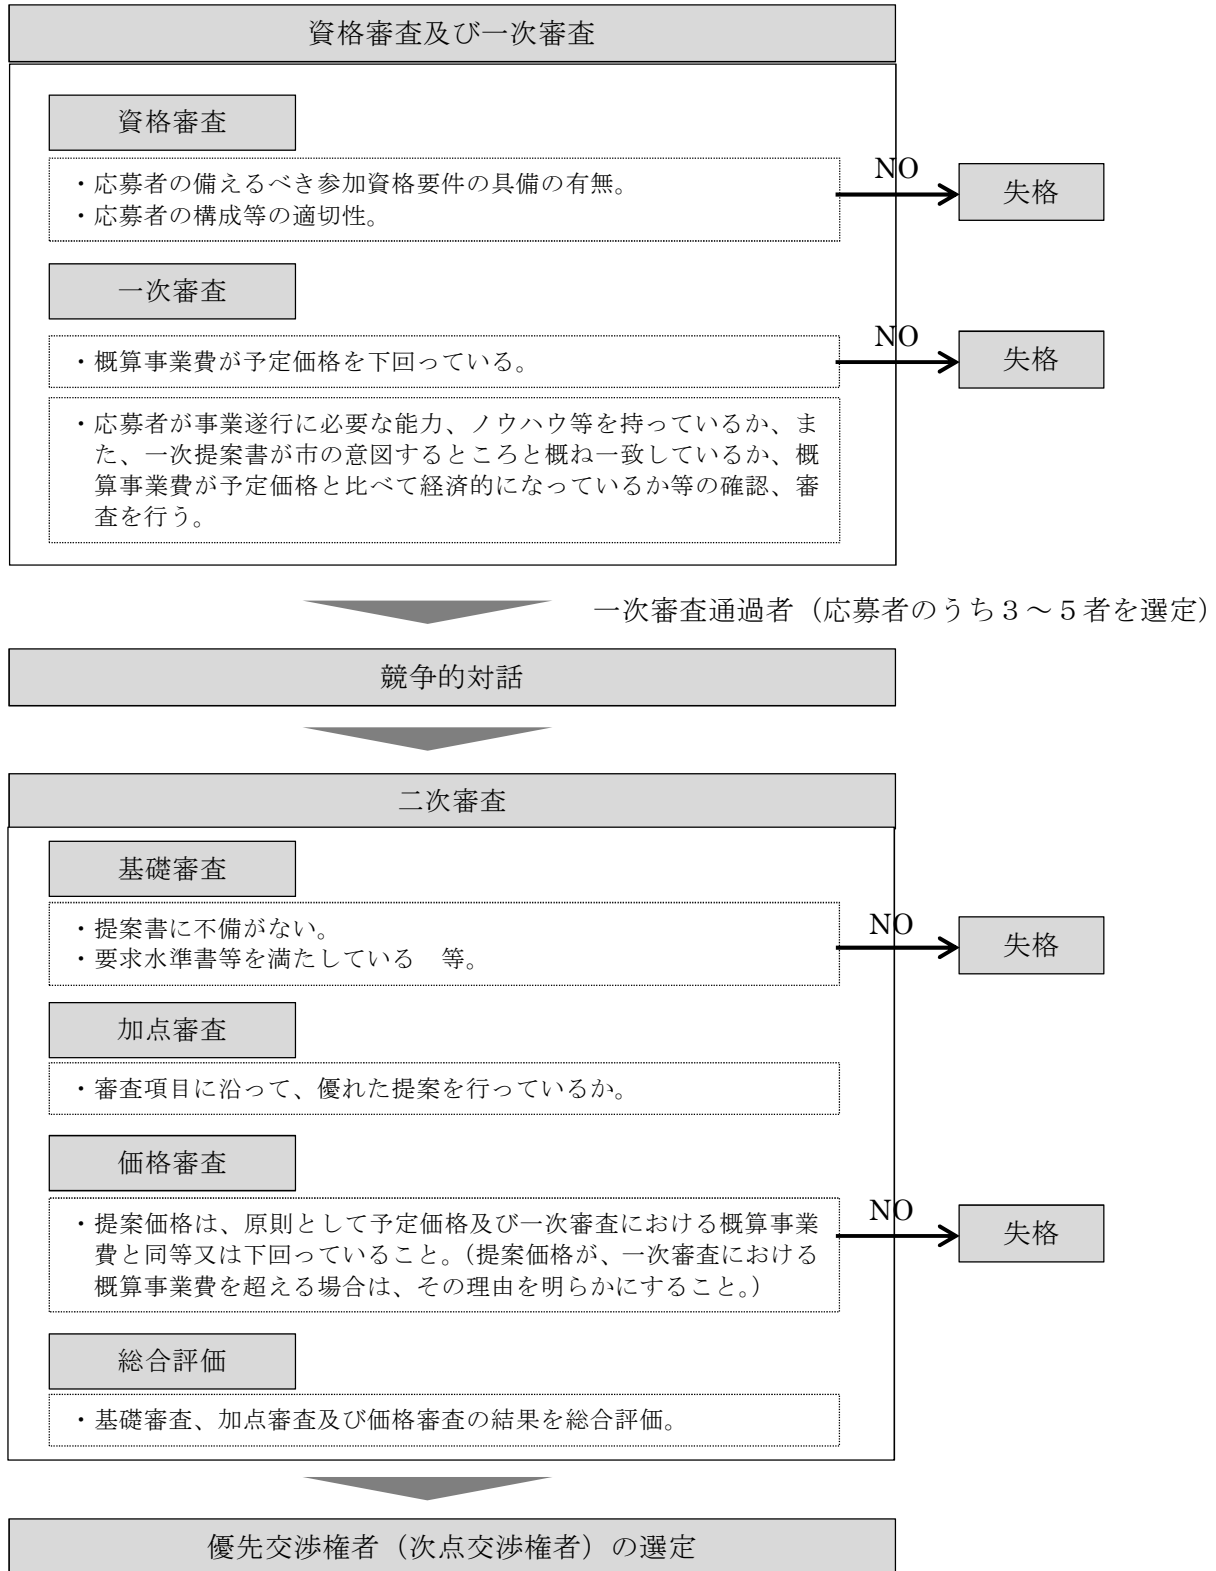 資格審査及び一次審査
資格審査
・応募者の備えるべき参加資格要件の具備の有無。
・応募者の構成等の適切性。
NO
失格
一次審査
・概算事業費が予定価格を下回っている。
NO
失格
・応募者が事業遂行に必要な能力、ノウハウ等を持っているか、ま
た、一次提案書が市の意図するところと概ね一致しているか、概
算事業費が予定価格と比べて経済的になっているか等の確認、審
査を行う。
一次審査通過者（応募者のうち３～５者を選定）
競争的対話
二次審査
基礎審査
・提案書に不備がない。
・要求水準書等を満たしている　等。
NO
失格
加点審査
・審査項目に沿って、優れた提案を行っているか。
価格審査
・提案価格は、原則として予定価格及び一次審査における概算事業
費と同等又は下回っていること。（提案価格が、一次審査における
概算事業費を超える場合は、その理由を明らかにすること。）
NO
失格
総合評価
・基礎審査、加点審査及び価格審査の結果を総合評価。
優先交渉権者（次点交渉権者）の選定